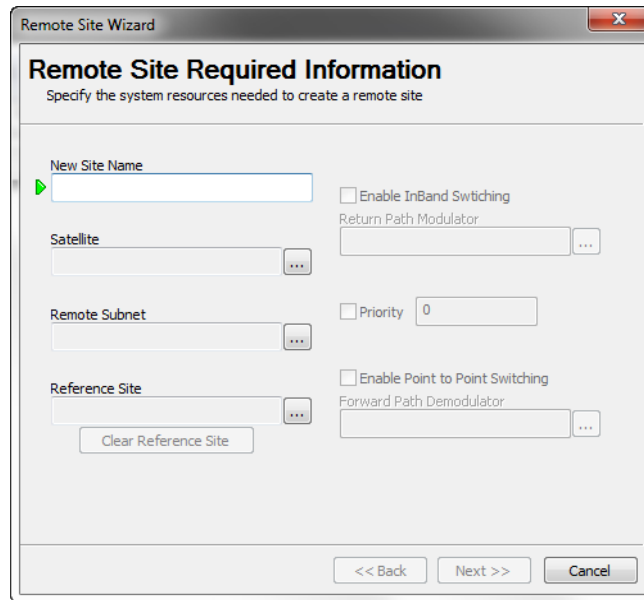 Remote Site Wizard
Remote Site Required Information
Specify the system resources needed to create a remote site
New Site Name
Enable InBand Swtiching
Return Path Modulator
...
Satellite
...
Remote Subnet
...
Priority
0
Reference Site
...
Clear Reference Site
Enable Point to Point Switching
Forward Path Demodulator
...
<< Back
Next >>
Cancel